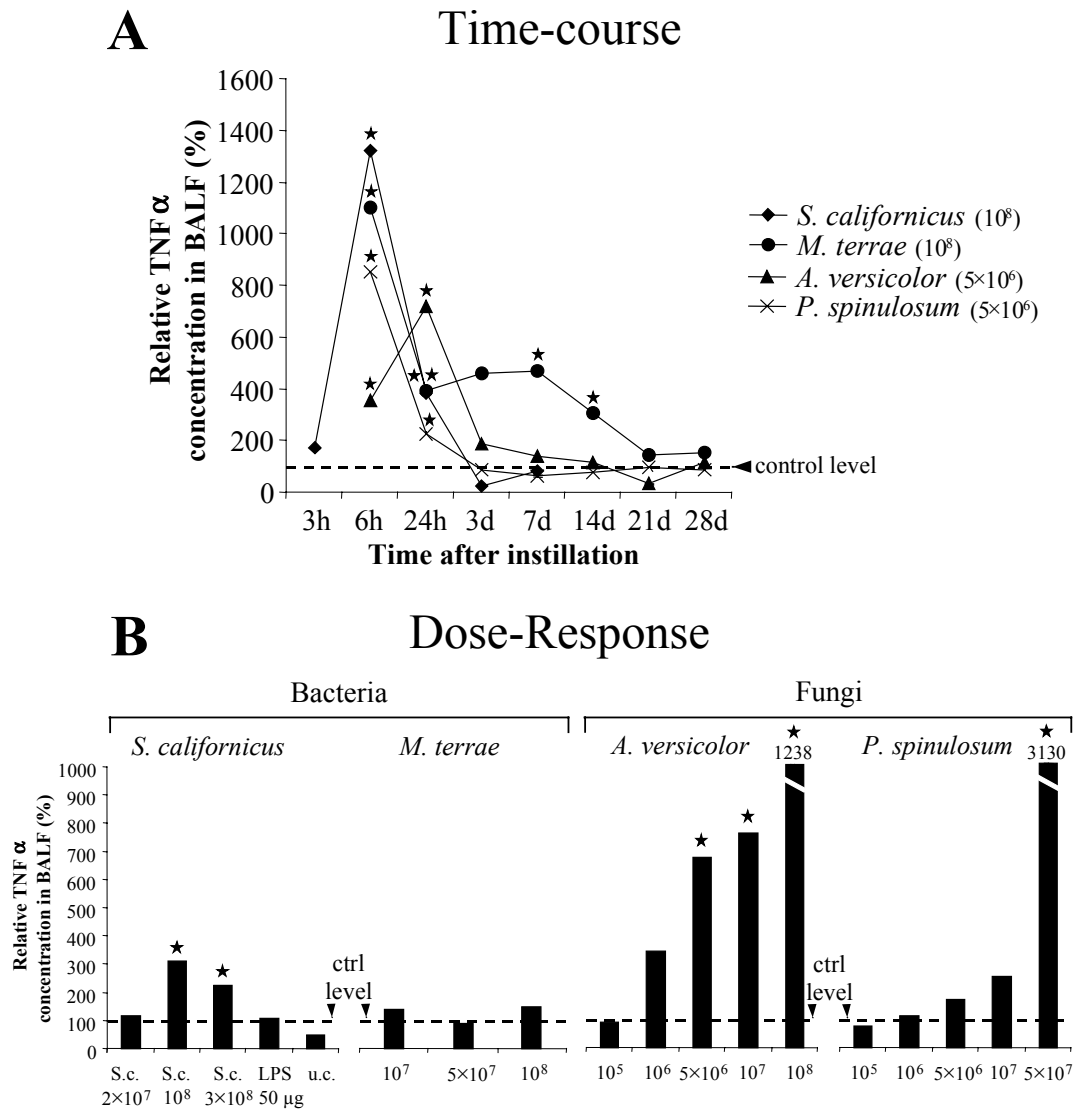 A Time-course
Relative TNF α
concentration in BALF (%)
1600
1400
1200
1000
800
600
400
200
0
3h 6h 24h 3d 7d 14d 21d 28d
Time after instillation
control level
S. californicus (10⁸)
M. terrae (10⁸)
A. versicolor (5×10⁶)
P. spinulosum (5×10⁶)
B Dose-Response
Bacteria Fungi
S. californicus M. terrae A. versicolor P. spinulosum
1238 3130
Relative TNF α
concentration in BALF (%)
1000
900
800
700
600
500
400
300
200
100
0
ctrl
level
ctrl
level
S.c. S.c. S.c. LPS u.c.
2×10⁷ 10⁸ 3×10⁸ 50 µg
10⁷ 5×10⁷ 10⁸
10⁵ 10⁶ 5×10⁶ 10⁷ 10⁸
10⁵ 10⁶ 5×10⁶ 10⁷ 5×10⁷